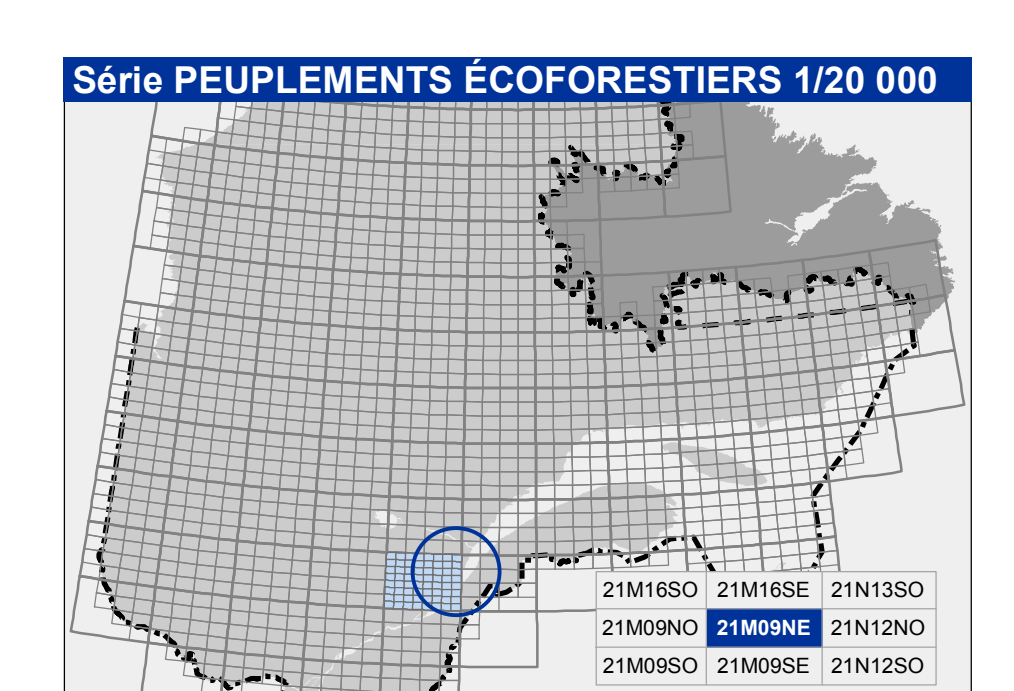 Série PEUPLEMENTS ÉCOFORESTIERS 1/20 000
21M16SO 21M16SE 21N13SO
21M09NO 21M09NE 21N12NO
21M09SO 21M09SE 21N12SO